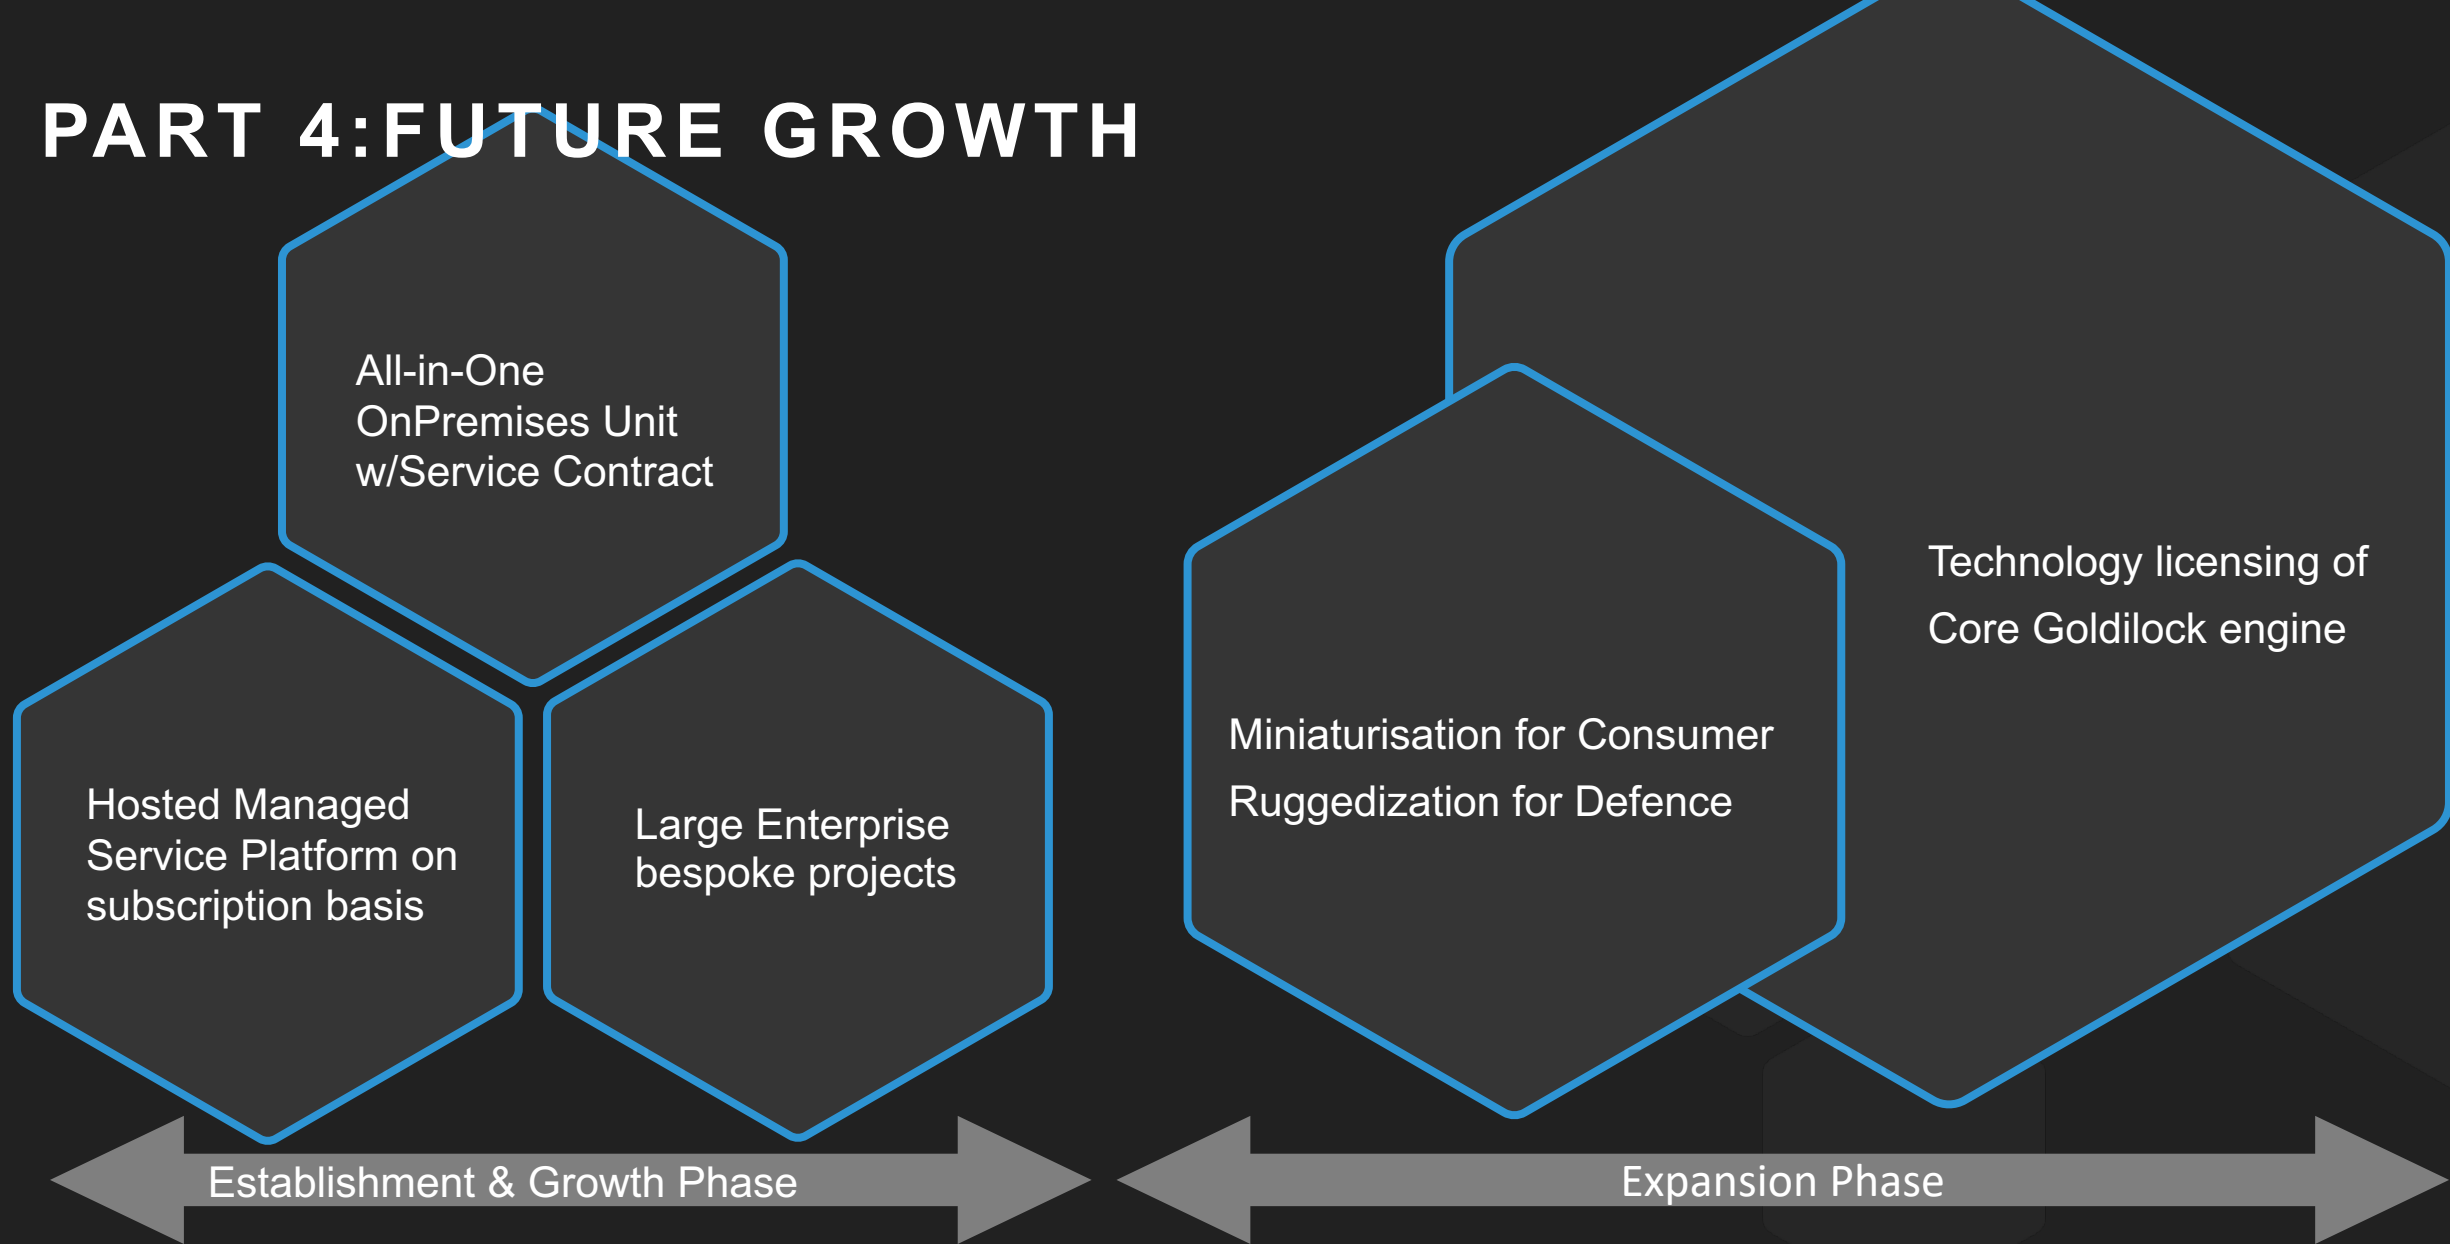 PART 4:FUTURE GROWTH
All-in-One
OnPremises Unit
w/Service Contract
Hosted Managed
Service Platform on
subscription basis
Large Enterprise
bespoke projects
Miniaturisation for Consumer
Ruggedization for Defence
Technology licensing of
Core Goldilock engine
Establishment & Growth Phase
Expansion Phase